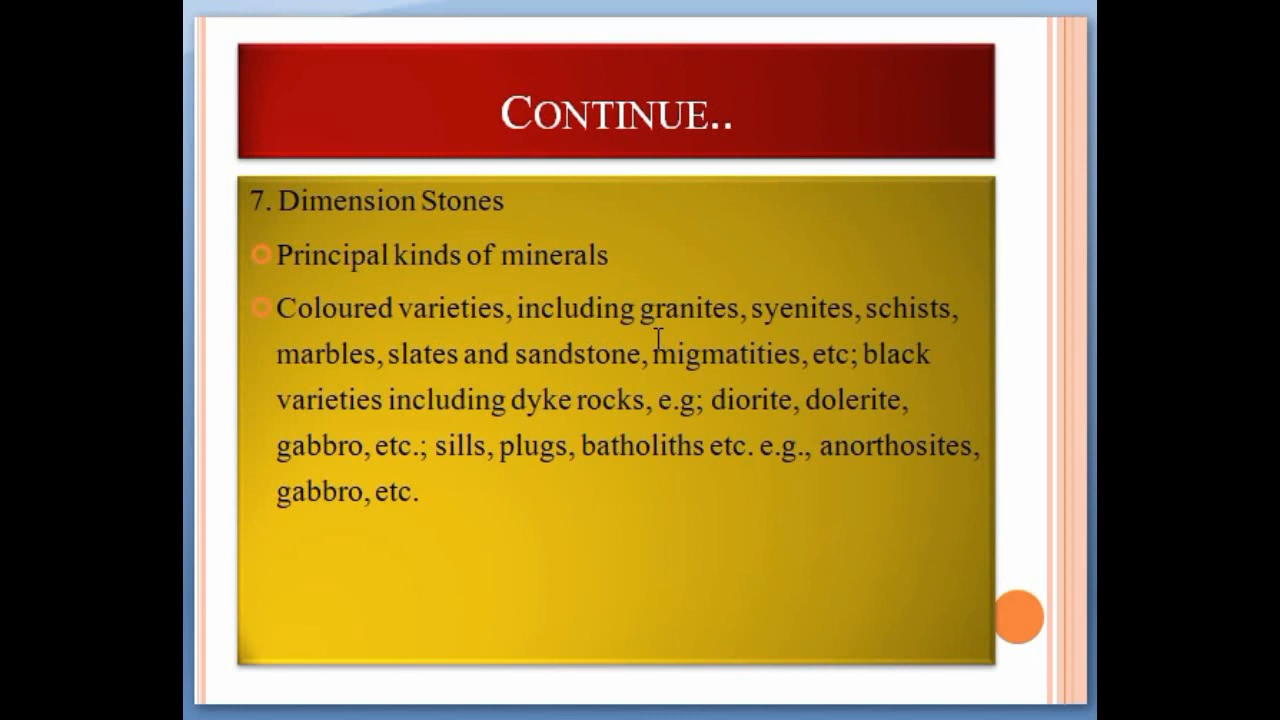 CONTINUE..
7. Dimension Stones
Principal kinds of minerals
Coloured varieties, including granites, syenites, schists,
marbles, slates and sandstone, migmatities, etc; black
varieties including dyke rocks, e.g; diorite, dolerite,
gabbro, etc.; sills, plugs, batholiths etc. e.g., anorthosites,
gabbro, etc.